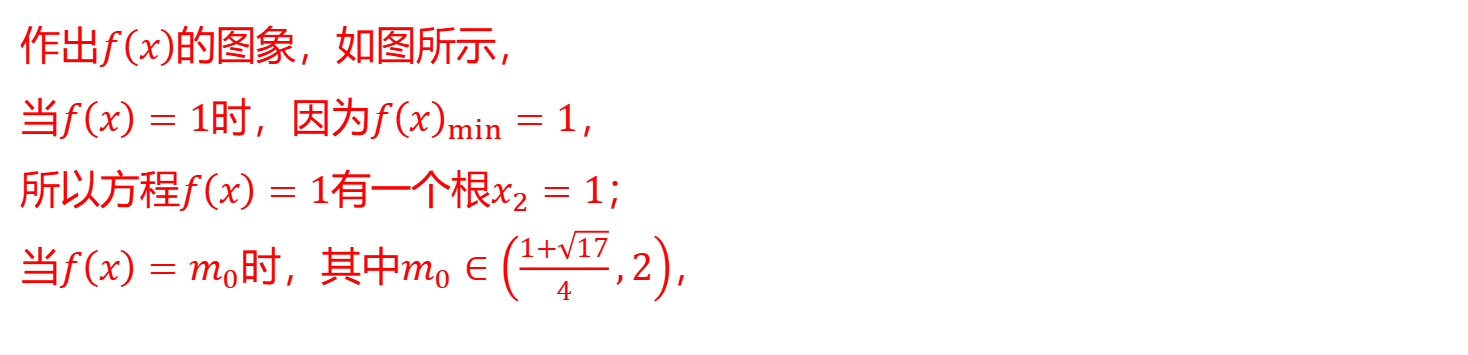 作出f(x)的图象，如图所示，
当f(x) = 1时，因为f(x)min = 1，
所以方程f(x) = 1有一个根x₂ = 1；
当f(x) = m₀时，其中m₀ ∈ ((1+√17)/4, 2)，